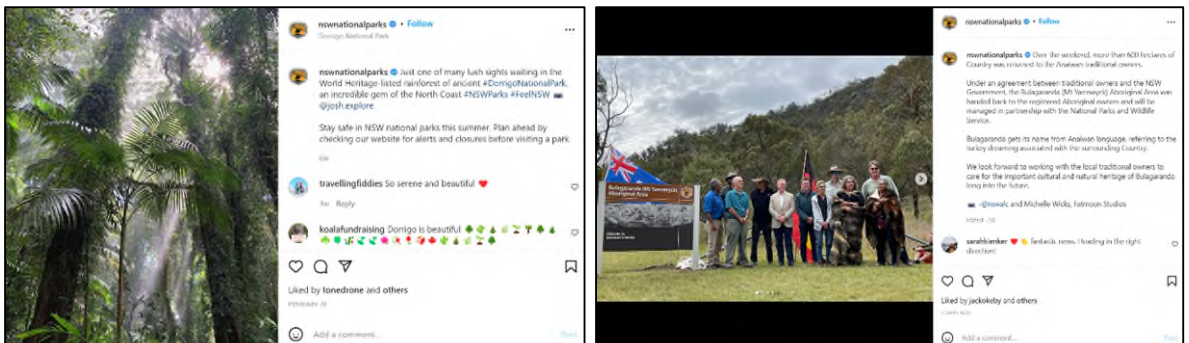 nswnationalparks • Follow
Dorrigo National Park
nswnationalparks Just one of many lush sights waiting in the
World Heritage-listed rainforest of ancient #DorrigoNationalPark,
an incredible gem of the North Coast #NSWParks #FeelNSW 📷
@josh.explore
Stay safe in NSW national parks this summer. Plan ahead by
checking our website for alerts and closures before visiting a park.
6w
travellingfiddies So serene and beautiful ❤️
Reply
koalafundraising Dorrigo is beautiful
Liked by tonedrone and others
FEBRUARY
Add a comment...
Post
nswnationalparks • Follow
nswnationalparks Over the weekend, more than 600 hectares of
Country was returned to the Anaiwan traditional owners.
Under an agreement between traditional owners and the NSW
Government, the Bulagaranda (Mt Yarrowyck) Aboriginal Area was
handed back to the registered Aboriginal owners and will be
managed in partnership with the National Parks and Wildlife
Service.
Bulagaranda gets its name from Anaiwan language, referring to the
turkey dreaming associated with the surrounding Country.
We look forward to working with the local traditional owners to
care for the important cultural and natural heritage of Bulagaranda
long into the future.
📷 - @nswalc and Michelle Wicks, Fetmoon Studios
sarahkienker ❤️ 👏 fantastic news ! Heading in the right
direction!
Liked by jackokeby and others
Add a comment...
Post
Bulagaranda (Mt Yarrowyck)
Aboriginal Area